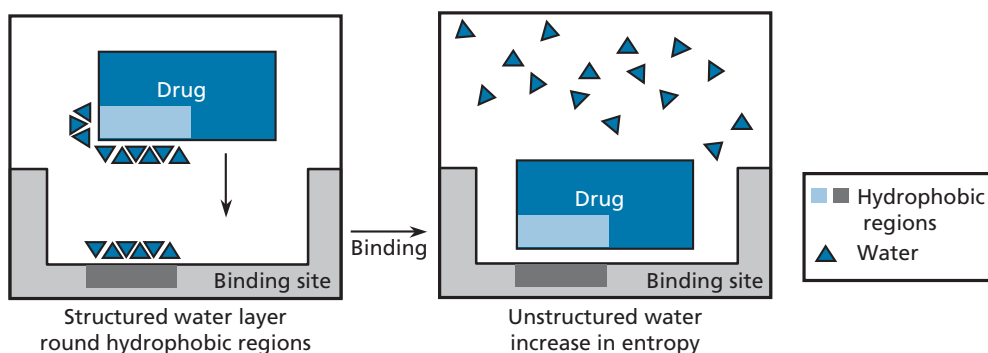 Drug
Binding site
Structured water layer
round hydrophobic regions
Binding
Drug
Binding site
Unstructured water
increase in entropy
Hydrophobic
regions
Water